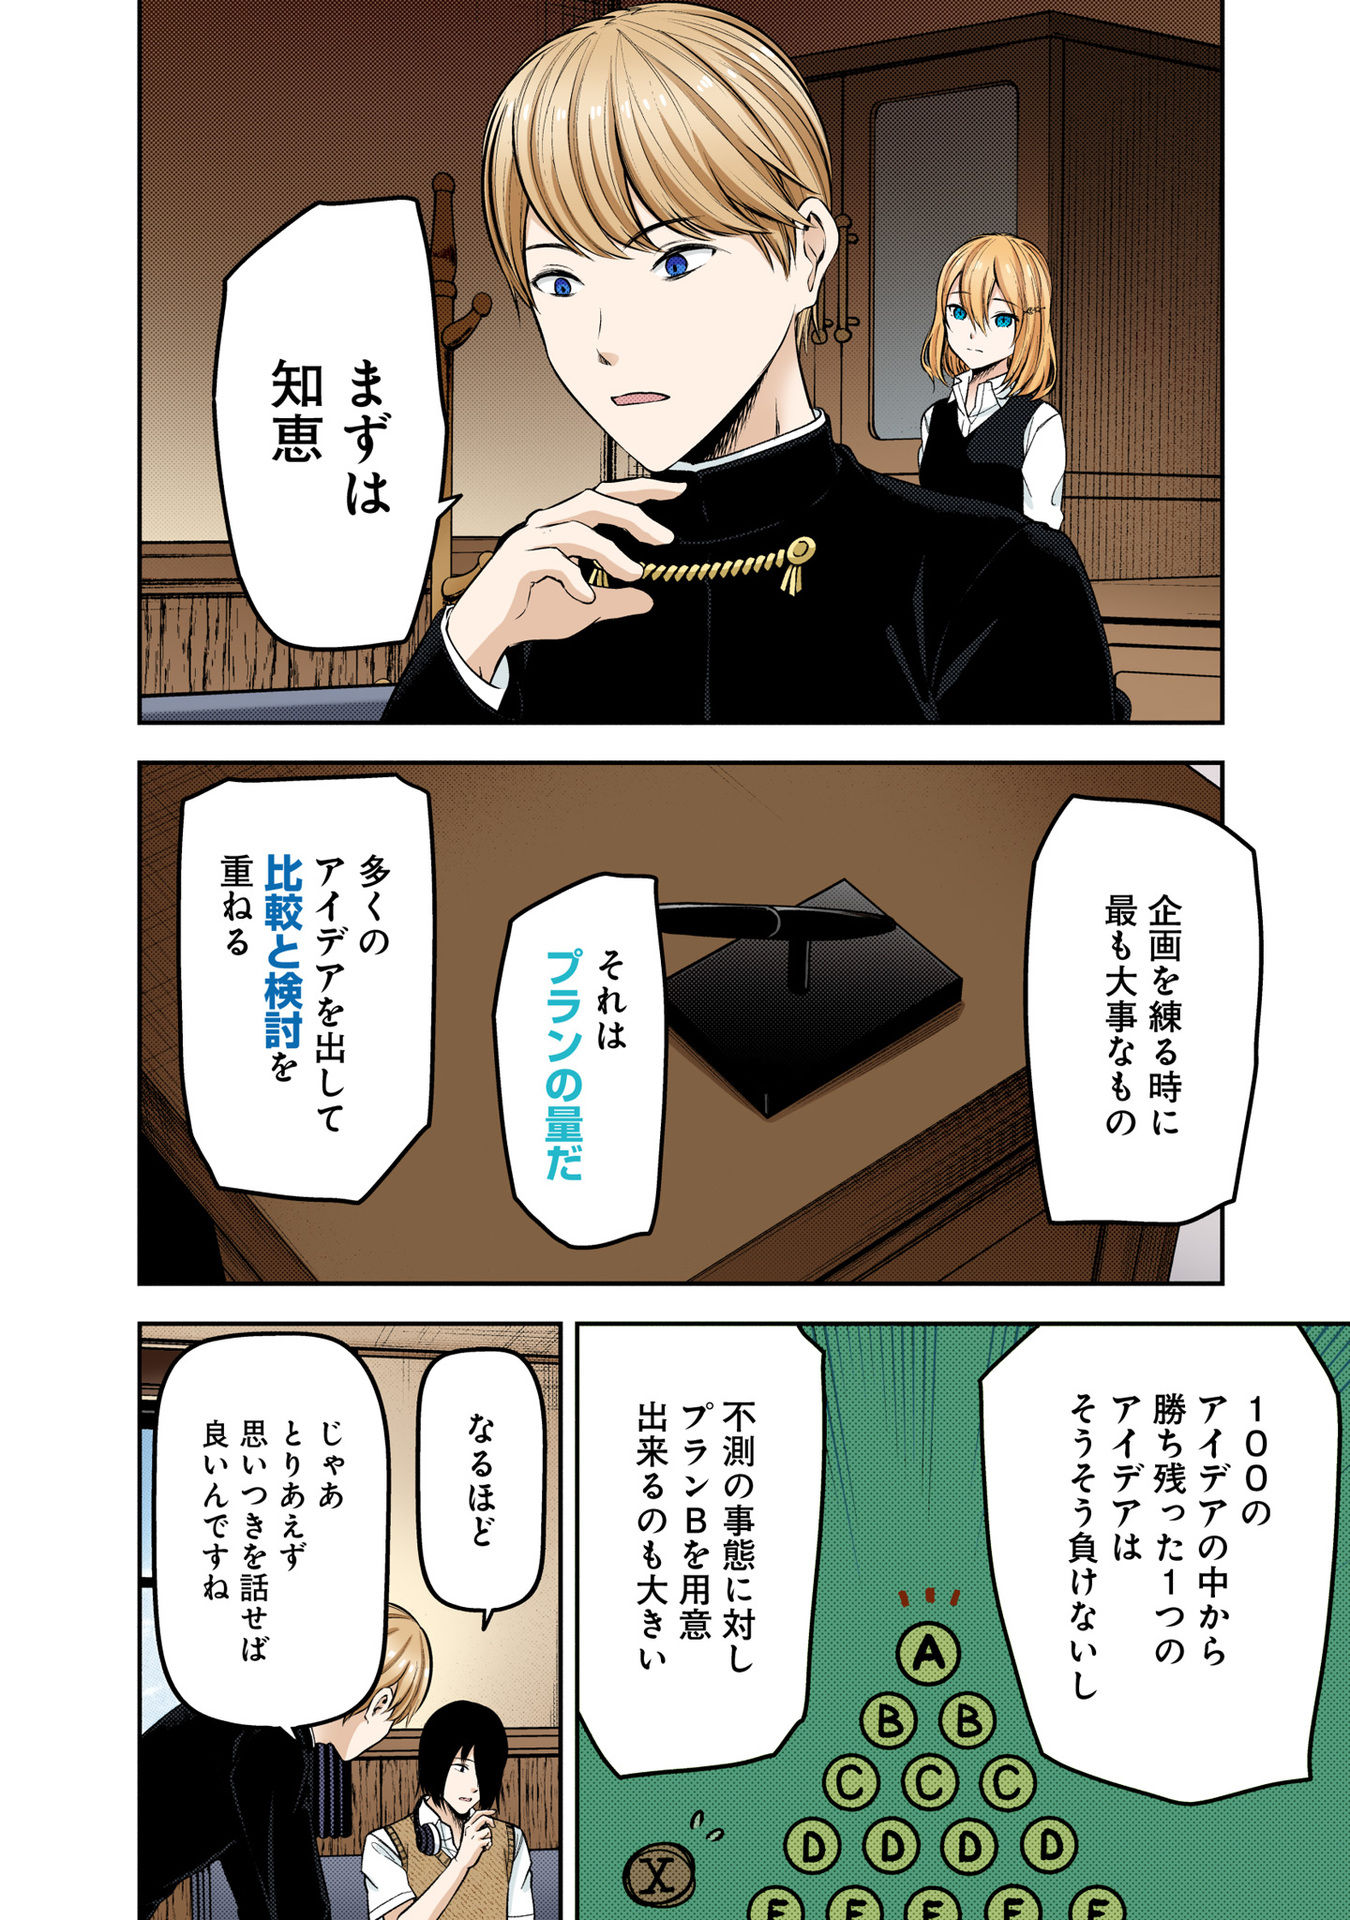 まずは
知恵
企画を練る時に
最も大事なもの
それは
プランの量だ
多くの
アイデアを出して
比較と検討を
重ねる
100の
アイデアの中から
勝ち残った1つの
アイデアは
そうそう負けないし
不測の事態に対し
プランBを用意
出来るのも大きい
A
B B
C C C
D D D D
E E E E E
X
なるほど
じゃあ
とりあえず
思いつきを話せば
良いんですね